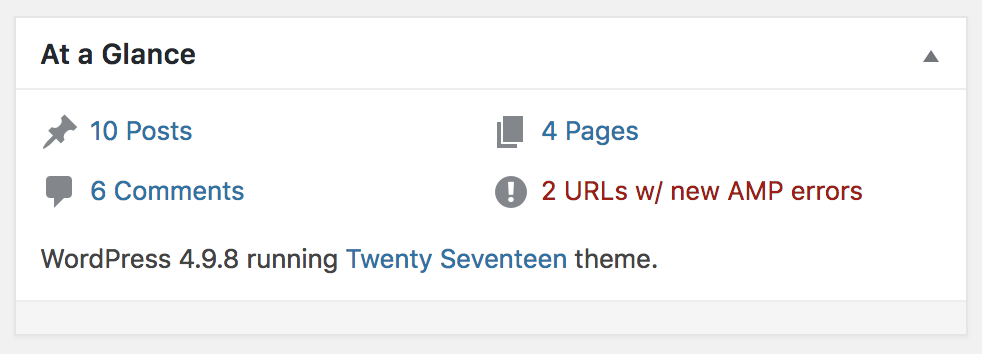 At a Glance
10 Posts
4 Pages
6 Comments
2 URLs w/ new AMP errors
WordPress 4.9.8 running Twenty Seventeen theme.